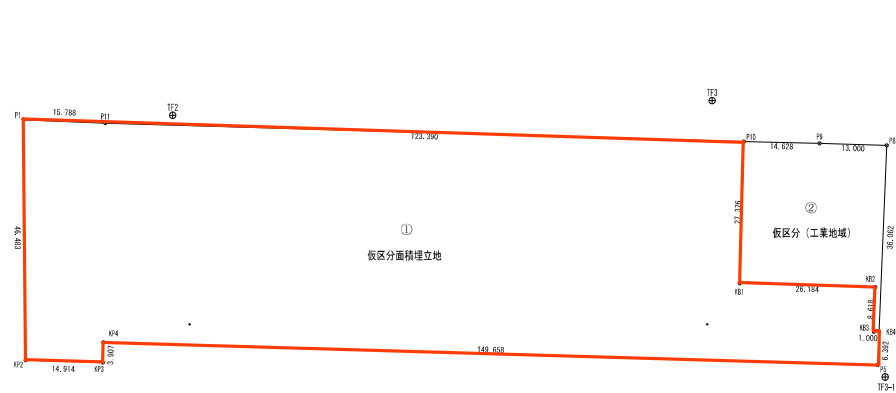 TF3
TF2
P1
15.788
P11
123.390
P10
14.628
P9
13.000
P8
46.483
27.376
①
仮区分面積埋立地
②
仮区分（工業地域）
36.062
KB1
26.184
KB2
8.618
KB3
1.000
KB4
6.392
KP4
3.907
149.658
KP2
14.914
KP3
P5
TF3-1